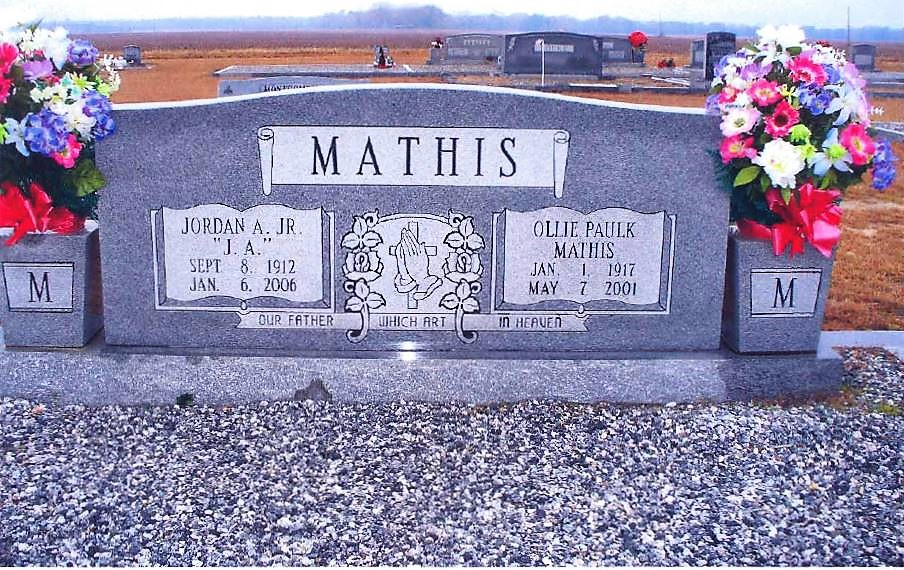 MATHIS
JORDAN A. JR.
"J. A."
SEPT. 8, 1912
JAN. 6, 2006
OLLIE PAULK
MATHIS
JAN. 1, 1917
MAY 7 2001
OUR FATHER WHICH ART IN HEAVEN
M
M